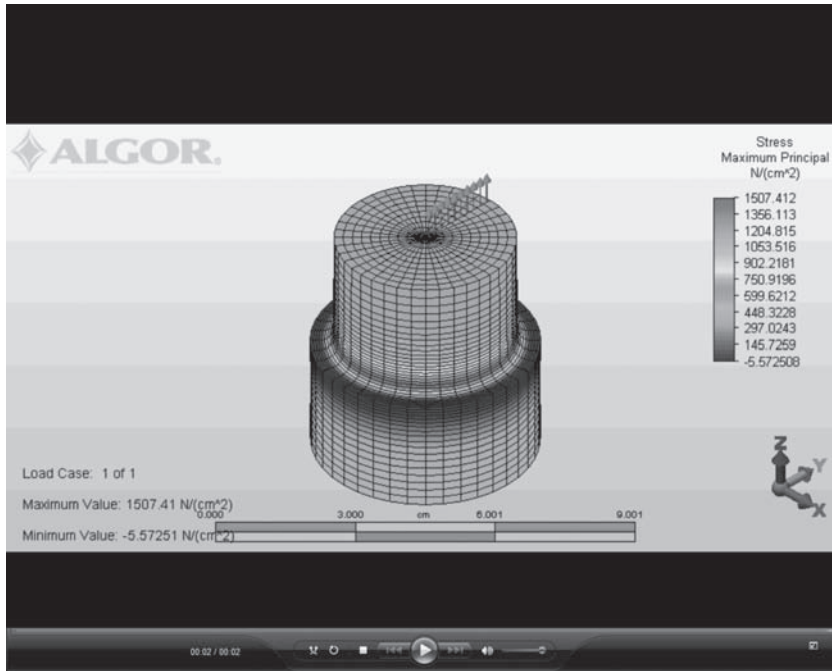 ALGOR®
Stress
Maximum Principal
N/(cm^2)
1507.412
1356.113
1204.815
1053.516
902.2181
750.9196
599.6212
448.3228
297.0243
145.7259
-5.572508
Z
Y
X
Load Case: 1 of 1
Maximum Value: 1507.41 N/(cm^2)
Minimum Value: -5.57251 N/(cm^2)
0.000 3.000 cm 6.001 9.001
00:02 / 00:02